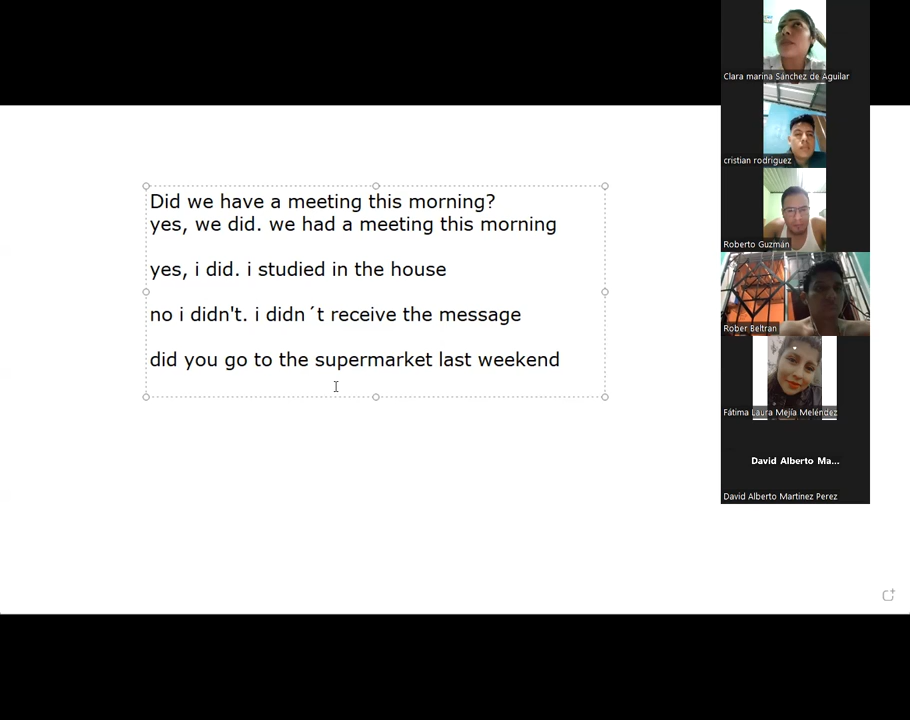 Did we have a meeting this morning?
yes, we did. we had a meeting this morning
yes, i did. i studied in the house
no i didn't. i didn´t receive the message
did you go to the supermarket last weekend
Clara marina Sánchez de Aguilar
cristian rodriguez
Roberto Guzmán
Rober Beltran
Fátima Laura Mejía Meléndez
David Alberto Ma...
David Alberto Martinez Perez